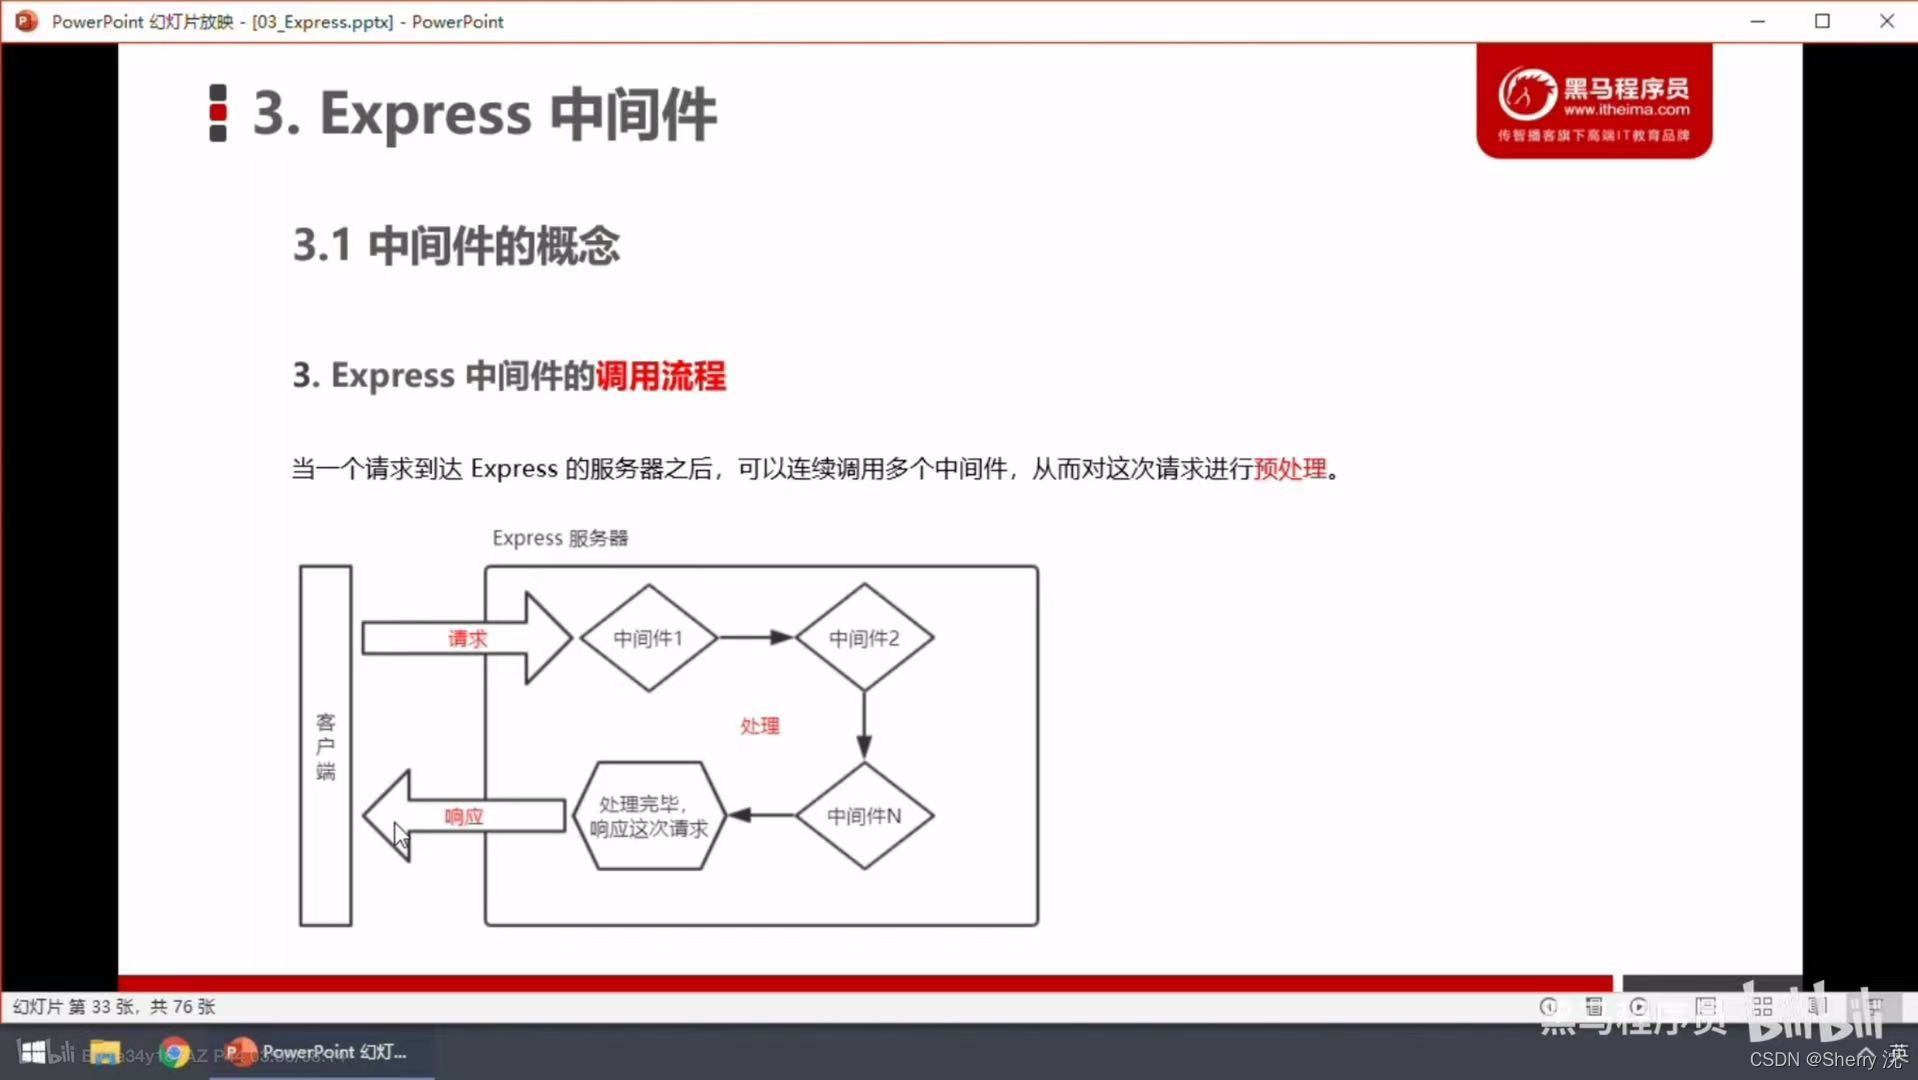 PowerPoint 幻灯片放映 - [03_Express.pptx] - PowerPoint
3. Express 中间件
黑马程序员
www.itheima.com
传智播客旗下高端IT教育品牌
3.1 中间件的概念
3. Express 中间件的调用流程
当一个请求到达 Express 的服务器之后，可以连续调用多个中间件，从而对这次请求进行预处理。
Express 服务器
请求
中间件1
中间件2
客户端
处理
响应
处理完毕，
响应这次请求
中间件N
幻灯片 第 33 张，共 76 张
黑马程序员 bilibili
PowerPoint 幻灯...
英
CSDN @Sherry 沈